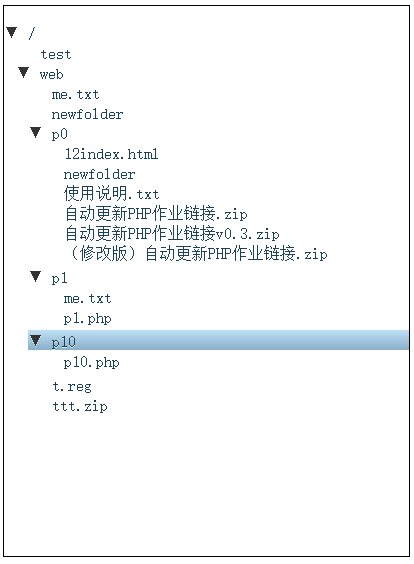 /
test
web
me.txt
newfolder
p0
12index.html
newfolder
使用说明.txt
自动更新PHP作业链接.zip
自动更新PHP作业链接v0.3.zip
（修改版）自动更新PHP作业链接.zip
p1
me.txt
p1.php
p10
p10.php
t.reg
ttt.zip